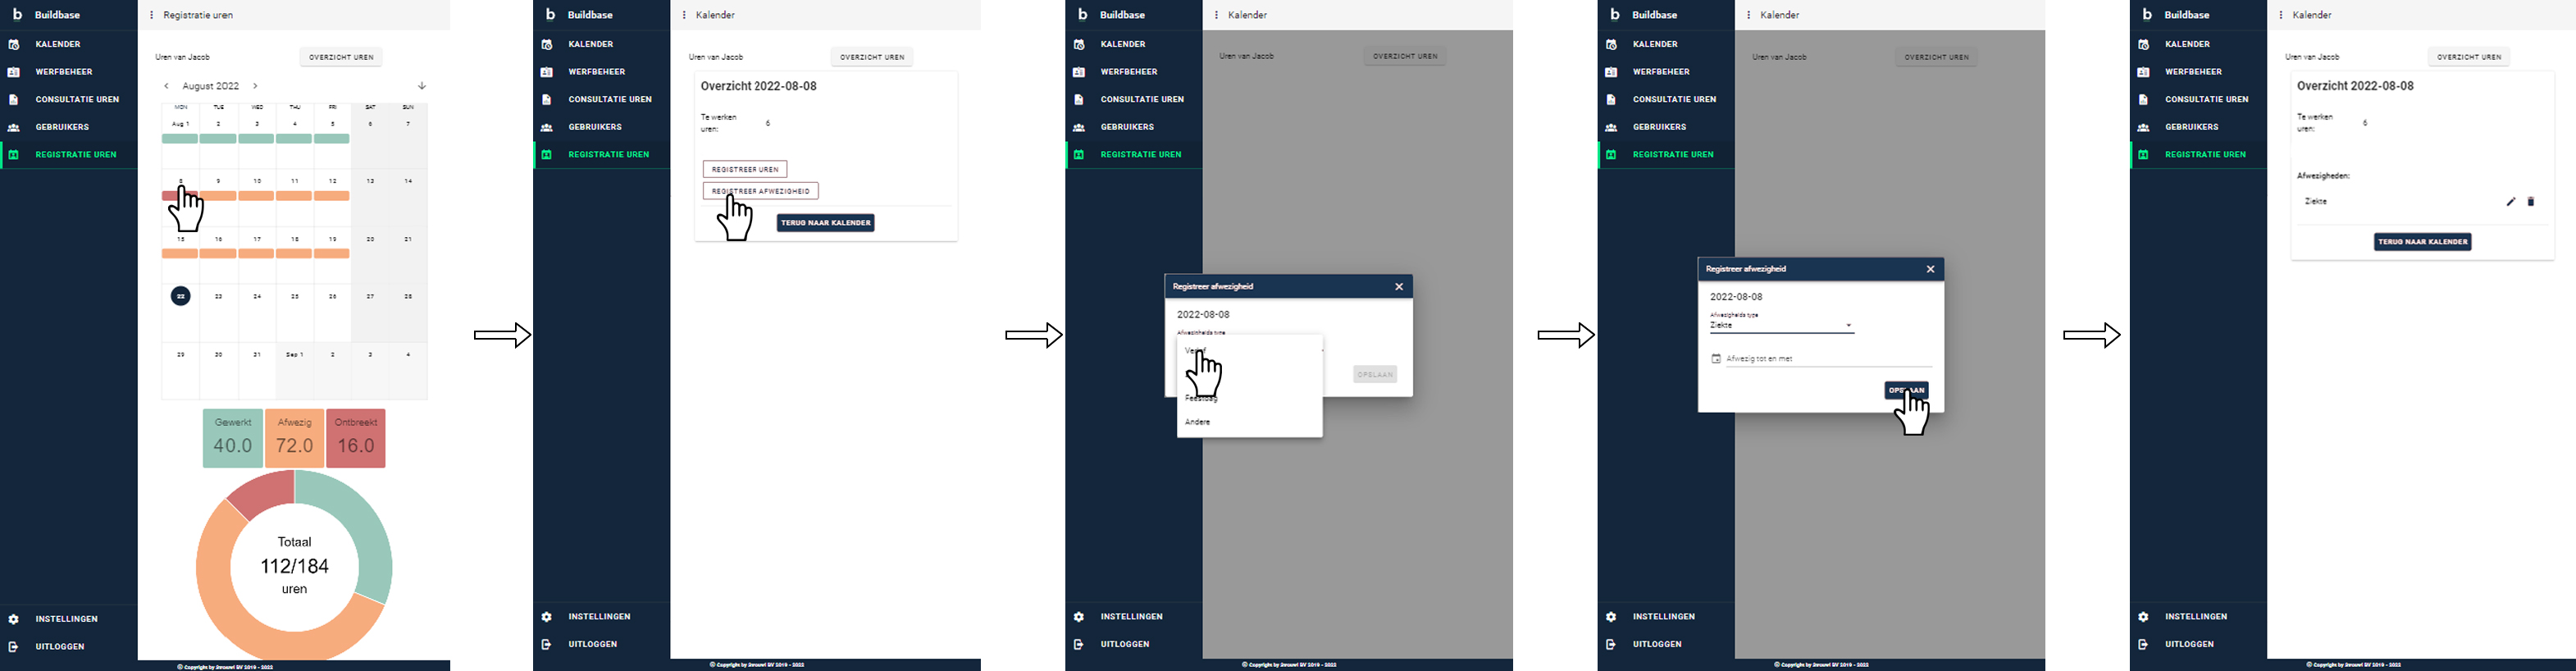 Buildbase
KALENDER
WERFBEHEER
CONSULTATIE UREN
GEBRUIKERS
REGISTRATIE UREN
INSTELLINGEN
UITLOGGEN
Registratie uren
Uren van Jacob
OVERZICHT UREN
August 2022
MON TUE WED THU FRI SAT SUN
Aug 1 2 3 4 5 6 7
8 9 10 11 12 13 14
15 16 17 18 19 20 21
22 23 24 25 26 27 28
29 30 31 Sep 1 2 3 4
Gewerkt Afwezig Ontbreekt
40.0 72.0 16.0
Totaal
112/184
uren
© Copyright by BV 2019 - 2022
Buildbase
KALENDER
WERFBEHEER
CONSULTATIE UREN
GEBRUIKERS
REGISTRATIE UREN
INSTELLINGEN
UITLOGGEN
Kalender
Uren van Jacob
OVERZICHT UREN
Overzicht 2022-08-08
Te werken
uren:
6
REGISTREER UREN
REGISTREER AFWEZIGHEID
TERUG NAAR KALENDER
© Copyright by BV 2019 - 2022
Buildbase
KALENDER
WERFBEHEER
CONSULTATIE UREN
GEBRUIKERS
REGISTRATIE UREN
INSTELLINGEN
UITLOGGEN
Kalender
Uren van Jacob
OVERZICHT UREN
Registreer afwezigheid
2022-08-08
Afwezigheids type
Verlof
Feestdag
Andere
OPSLAAN
© Copyright by BV 2019 - 2022
Buildbase
KALENDER
WERFBEHEER
CONSULTATIE UREN
GEBRUIKERS
REGISTRATIE UREN
INSTELLINGEN
UITLOGGEN
Kalender
Uren van Jacob
OVERZICHT UREN
Registreer afwezigheid
2022-08-08
Afwezigheids type
Ziekte
Afwezig tot en met
OPSLAAN
© Copyright by BV 2019 - 2022
Buildbase
KALENDER
WERFBEHEER
CONSULTATIE UREN
GEBRUIKERS
REGISTRATIE UREN
INSTELLINGEN
UITLOGGEN
Kalender
Uren van Jacob
OVERZICHT UREN
Overzicht 2022-08-08
Te werken
uren:
6
Afwezigheden:
Ziekte
TERUG NAAR KALENDER
© Copyright by BV 2019 - 2022